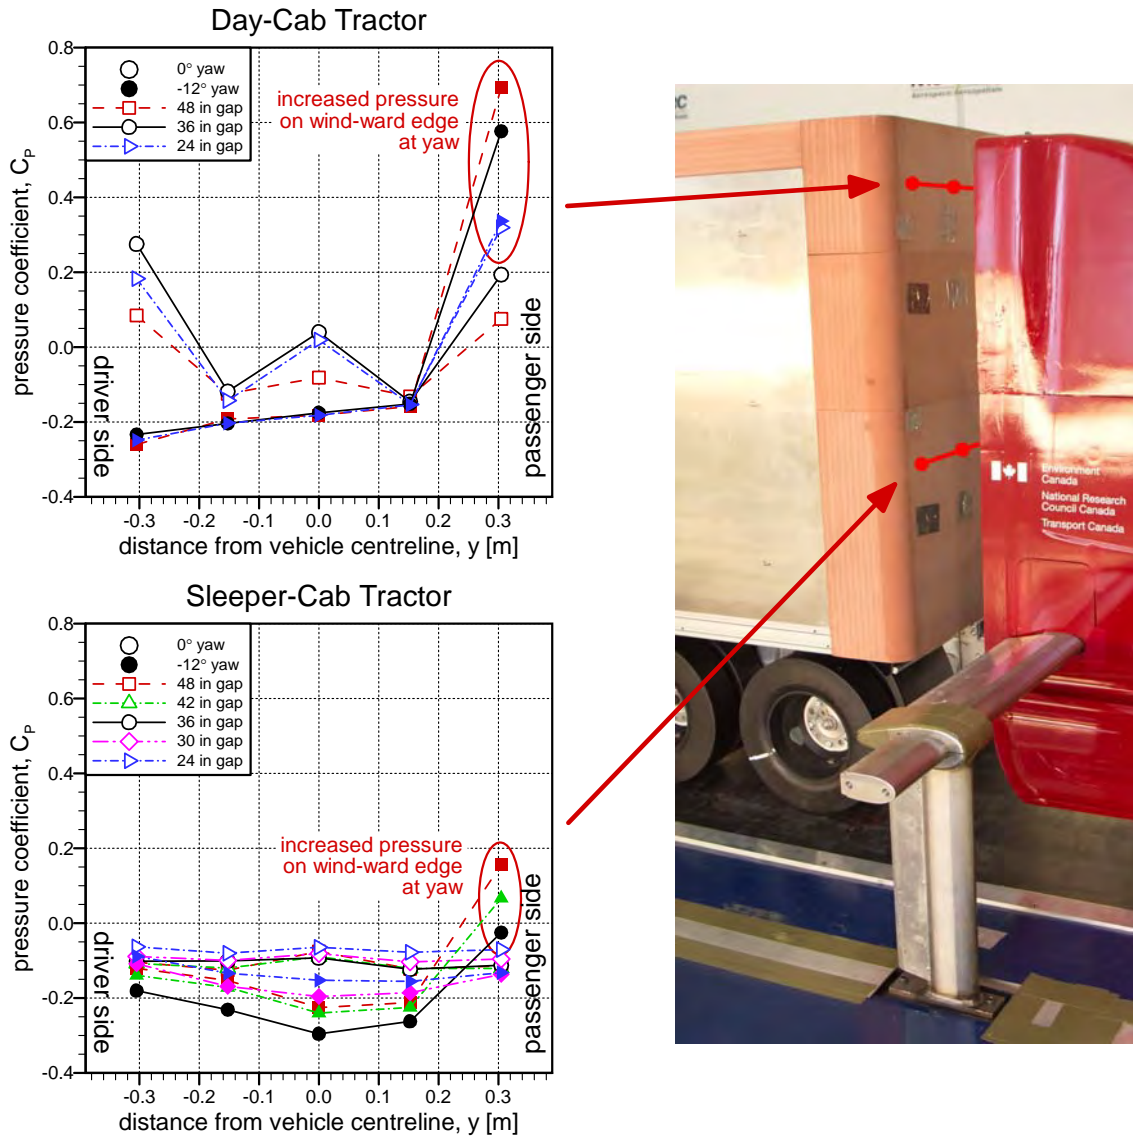 Day-Cab Tractor
0.8
0.6
0.4
0.2
0.0
-0.2
-0.4
pressure coefficient, CP
0° yaw
-12° yaw
48 in gap
36 in gap
24 in gap
increased pressure
on wind-ward edge
at yaw
driver side
passenger side
-0.3
-0.2
-0.1
0.0
0.1
0.2
0.3
distance from vehicle centreline, y [m]
Sleeper-Cab Tractor
0.8
0.6
0.4
0.2
0.0
-0.2
-0.4
pressure coefficient, CP
0° yaw
-12° yaw
48 in gap
42 in gap
36 in gap
30 in gap
24 in gap
increased pressure
on wind-ward edge
at yaw
driver side
passenger side
-0.3
-0.2
-0.1
0.0
0.1
0.2
0.3
distance from vehicle centreline, y [m]
Environment
Canada
National Research
Council Canada
Transport Canada